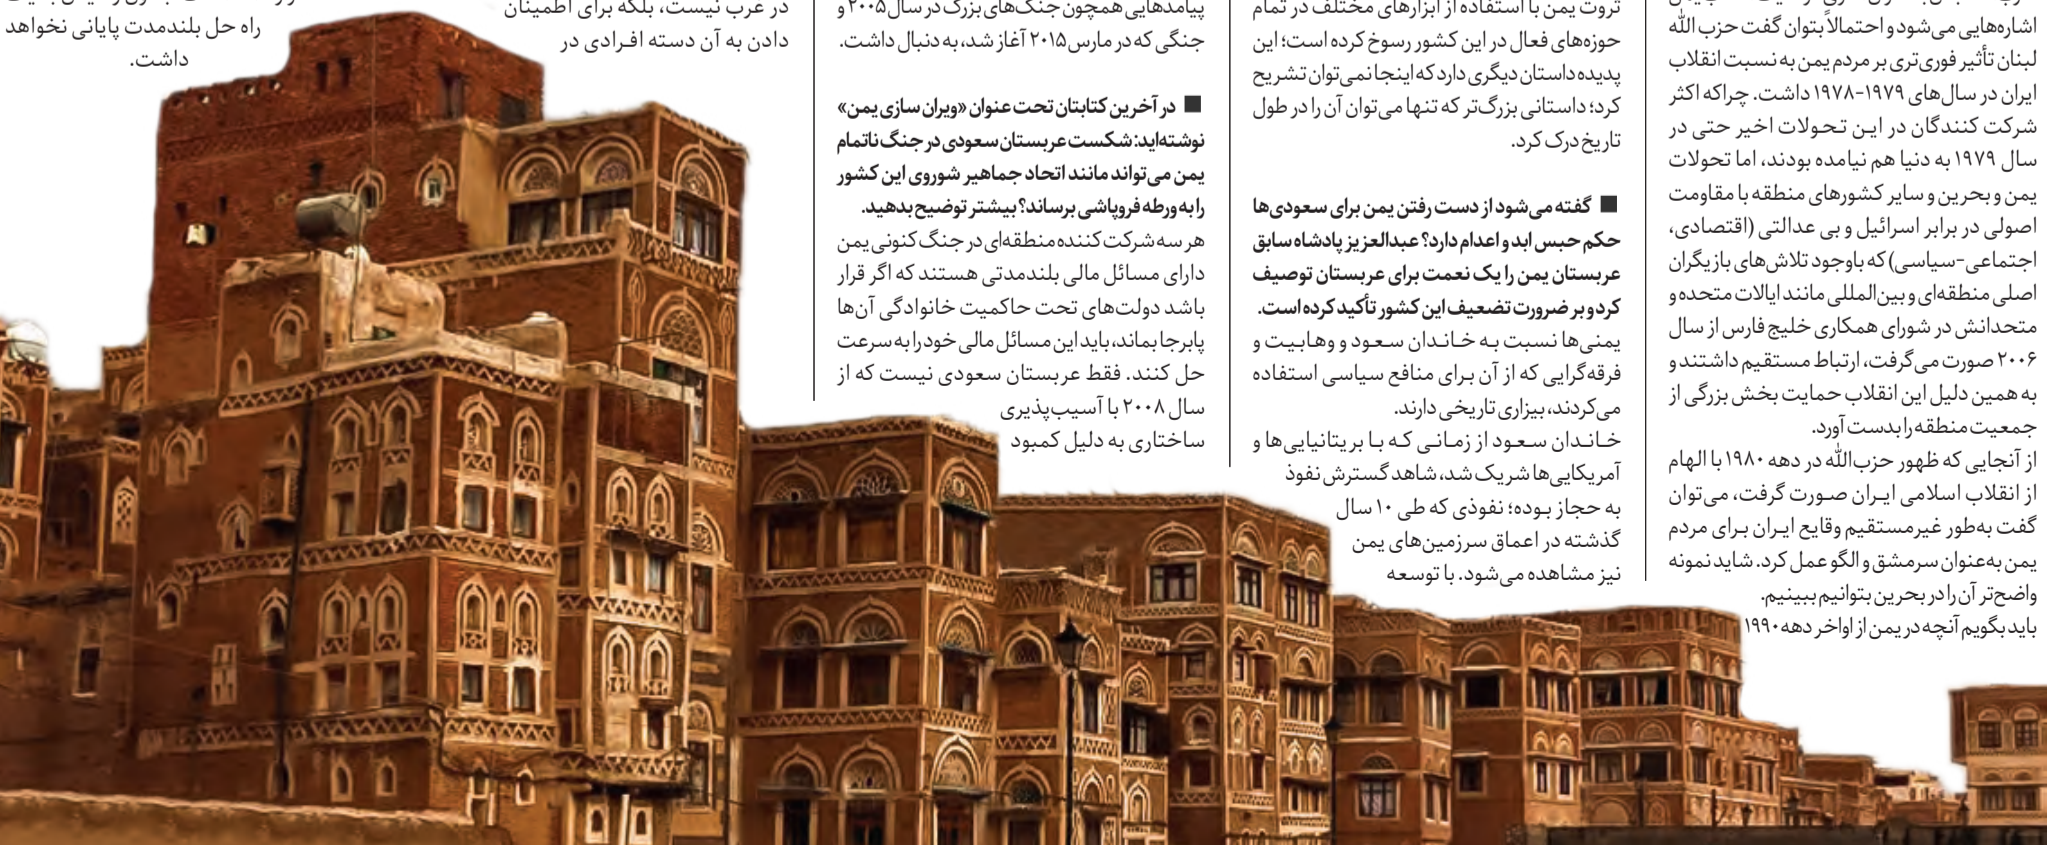 اشاره‌هایی می‌شود و احتمالاً بتوان گفت حزب الله
لبنان تأثیر فوری‌تری بر مردم یمن به نسبت انقلاب
ایران در سال‌های ۱۹۷۹-۱۹۷۸ داشت. چراکه اکثر
شرکت کنندگان در این تحولات اخیر حتی در
سال ۱۹۷۹ به دنیا هم نیامده بودند، اما تحولات
یمن و بحرین و سایر کشورهای منطقه با مقاومت
اصولی در برابر اسرائیل و بی عدالتی (اقتصادی،
اجتماعی-سیاسی) که باوجود تلاش‌های بازیگران
اصلی منطقه‌ای و بین‌المللی مانند ایالات متحده و
متحدانش در شورای همکاری خلیج فارس از سال
۲۰۰۶ صورت می‌گرفت، ارتباط مستقیم داشتند و
به همین دلیل این انقلاب حمایت بخش بزرگی از
جمعیت منطقه را بدست آورد.
از آنجایی که ظهور حزب‌الله در دهه ۱۹۸۰ با الهام
از انقلاب اسلامی ایران صورت گرفت، می‌توان
گفت به‌طور غیرمستقیم وقایع ایران برای مردم
یمن به‌عنوان سرمشق و الگو عمل کرد. شاید نمونه
واضح‌تر آن را در بحرین بتوانیم ببینیم.
باید بگویم آنچه در یمن از اواخر دهه ۱۹۹۰
ثروت یمن با استفاده از ابزارهای مختلف در تمام
حوزه‌های فعال در این کشور رسوخ کرده است؛ این
پدیده داستان دیگری دارد که اینجا نمی‌توان تشریح
کرد؛ داستانی بزرگ‌تر که تنها می‌توان آن را در طول
تاریخ درک کرد.
■ گفته می‌شود از دست رفتن یمن برای سعودی‌ها
حکم حبس ابد و اعدام دارد؟ عبدالعزیز پادشاه سابق
عربستان یمن را یک نعمت برای عربستان توصیف
کرد و بر ضرورت تضعیف این کشور تأکید کرده است.
یمنی‌ها نسبت به خاندان سعود و وهابیت و
فرقه‌گرایی که از آن برای منافع سیاسی استفاده
می‌کردند، بیزاری تاریخی دارند.
خاندان سعود از زمانی که با بریتانیایی‌ها و
آمریکایی‌ها شریک شد، شاهد گسترش نفوذ
به حجاز بوده؛ نفوذی که طی ۱۰ سال
گذشته در اعماق سرزمین‌های یمن
نیز مشاهده می‌شود. با توسعه
پیامدهایی همچون جنگ‌های بزرگ در سال ۲۰۰۵ و
جنگی که در مارس ۲۰۱۵ آغاز شد، به دنبال داشت.
■ در آخرین کتابتان تحت عنوان «ویران سازی یمن»
نوشته‌اید: شکست عربستان سعودی در جنگ ناتمام
یمن می‌تواند مانند اتحاد جماهیر شوروی این کشور
را به ورطه فروپاشی برساند؟ بیشتر توضیح بدهید.
هر سه شرکت کننده منطقه‌ای در جنگ کنونی یمن
دارای مسائل مالی بلندمدتی هستند که اگر قرار
باشد دولت‌های تحت حاکمیت خانوادگی آن‌ها
پابرجا بماند، باید این مسائل مالی خود را به سرعت
حل کنند. فقط عربستان سعودی نیست که از
سال ۲۰۰۸ با آسیب‌پذیری
ساختاری به دلیل کمبود
در غرب نیست، بلکه برای اطمینان
دادن به آن دسته افرادی در
راه حل بلندمدت پایانی نخواهد
داشت.